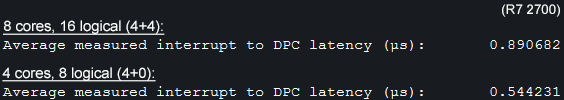 (R7 2700)
8 cores, 16 logical (4+4):
Average measured interrupt to DPC latency (µs): 0.890682
4 cores, 8 logical (4+0):
Average measured interrupt to DPC latency (µs): 0.544231